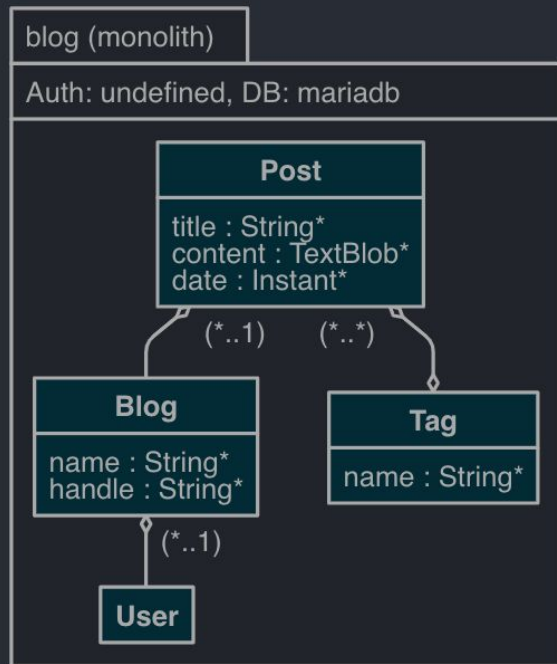 blog (monolith)
Auth: undefined, DB: mariadb
Post
title : String*
content : TextBlob*
date : Instant*
(*..1)
(*..*)
Blog
name : String*
handle : String*
Tag
name : String*
(*..1)
User